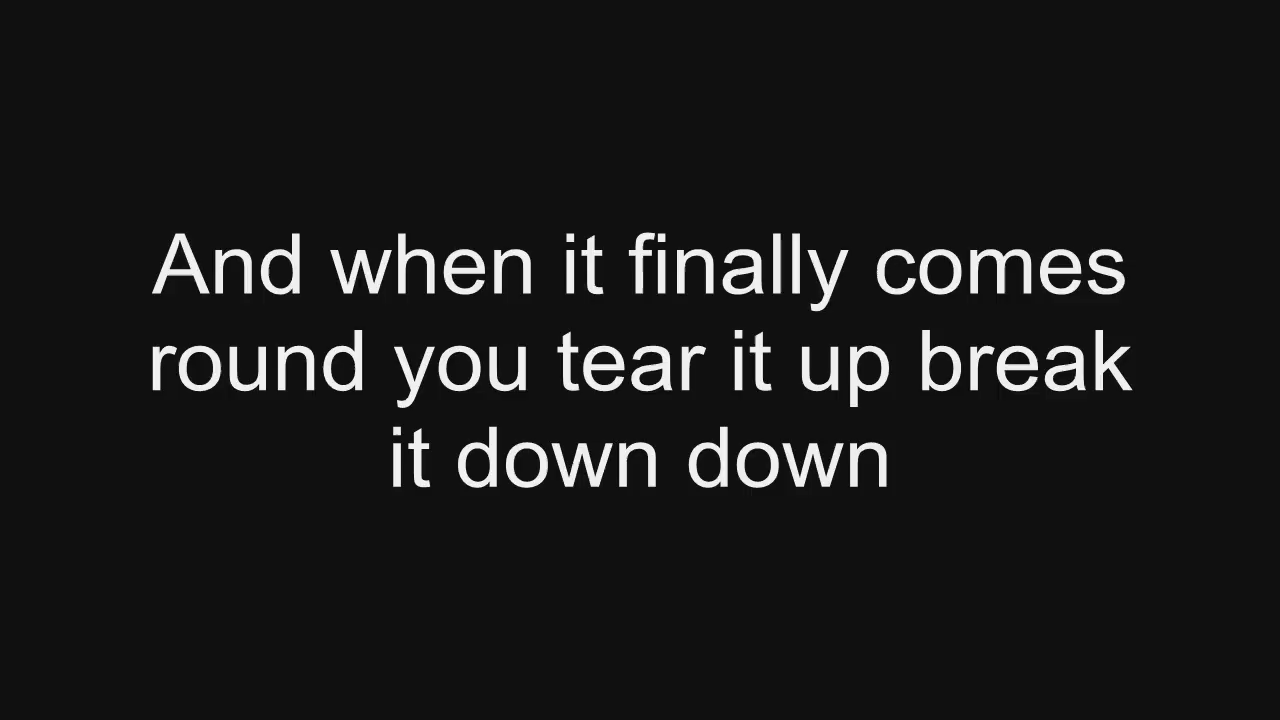 And when it finally comes
round you tear it up break
it down down